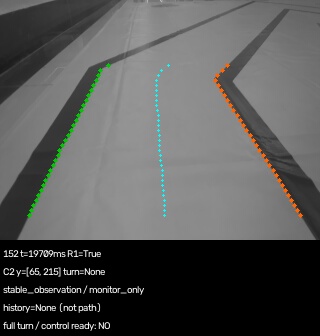 152 t=19709ms R1=True
C2 y=[65, 215] turn=None
stable_observation / monitor_only
history=None (not path)
full turn / control ready: NO